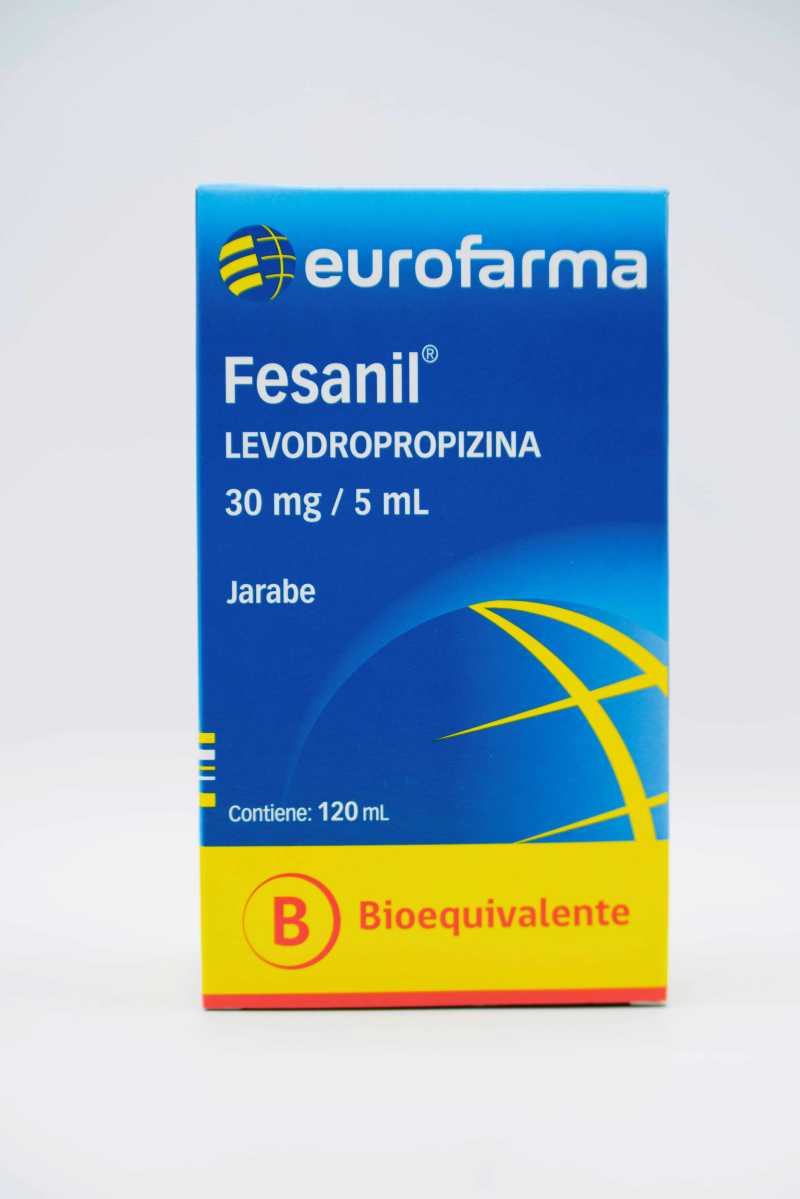 eurofarma
Fesanil®
LEVODROPROPIZINA
30 mg / 5 mL
Jarabe
Contiene: 120 mL
B Bioequivalente